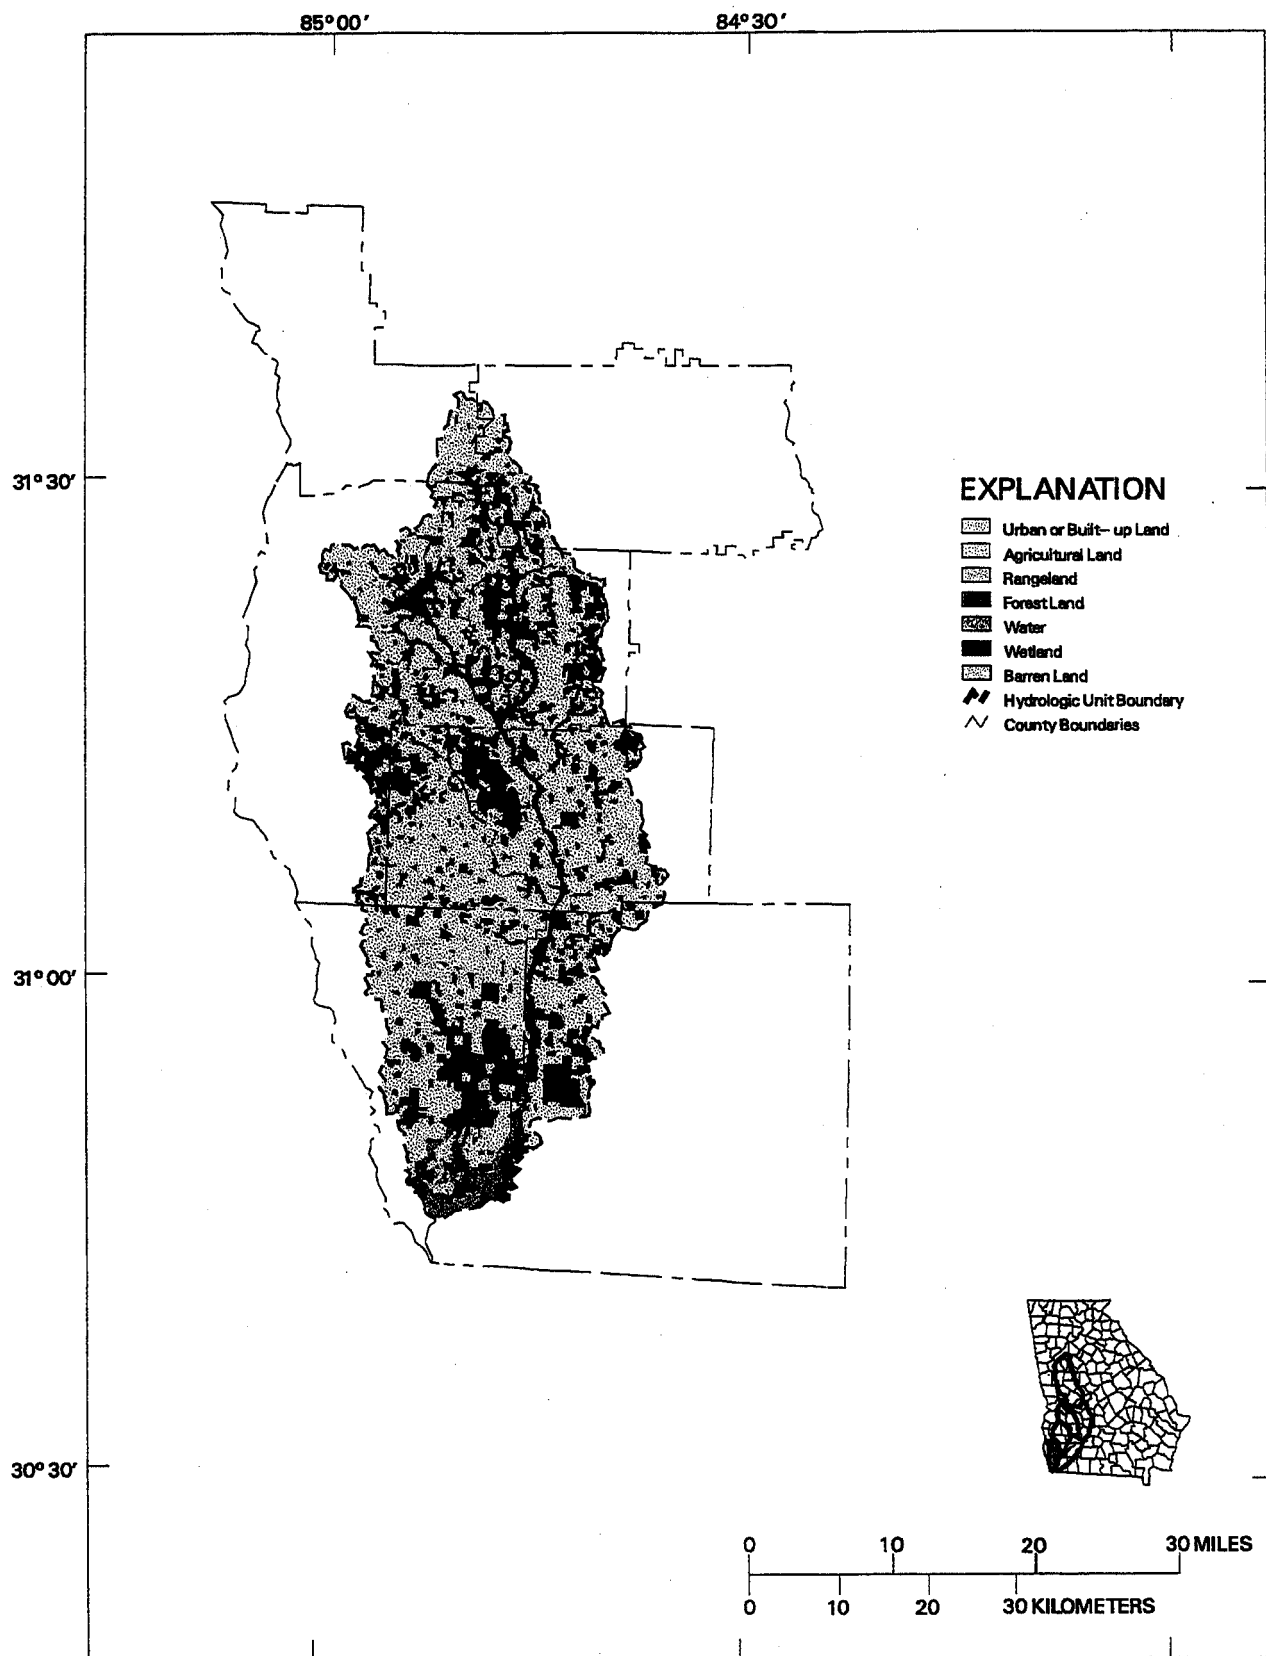 85° 00′ 84° 30′
31° 30′
EXPLANATION
Urban or Built-up Land
Agricultural Land
Rangeland
Forest Land
Water
Wetland
Barren Land
Hydrologic Unit Boundary
County Boundaries
31° 00′
30° 30′
0 10 20 30 MILES
0 10 20 30 KILOMETERS